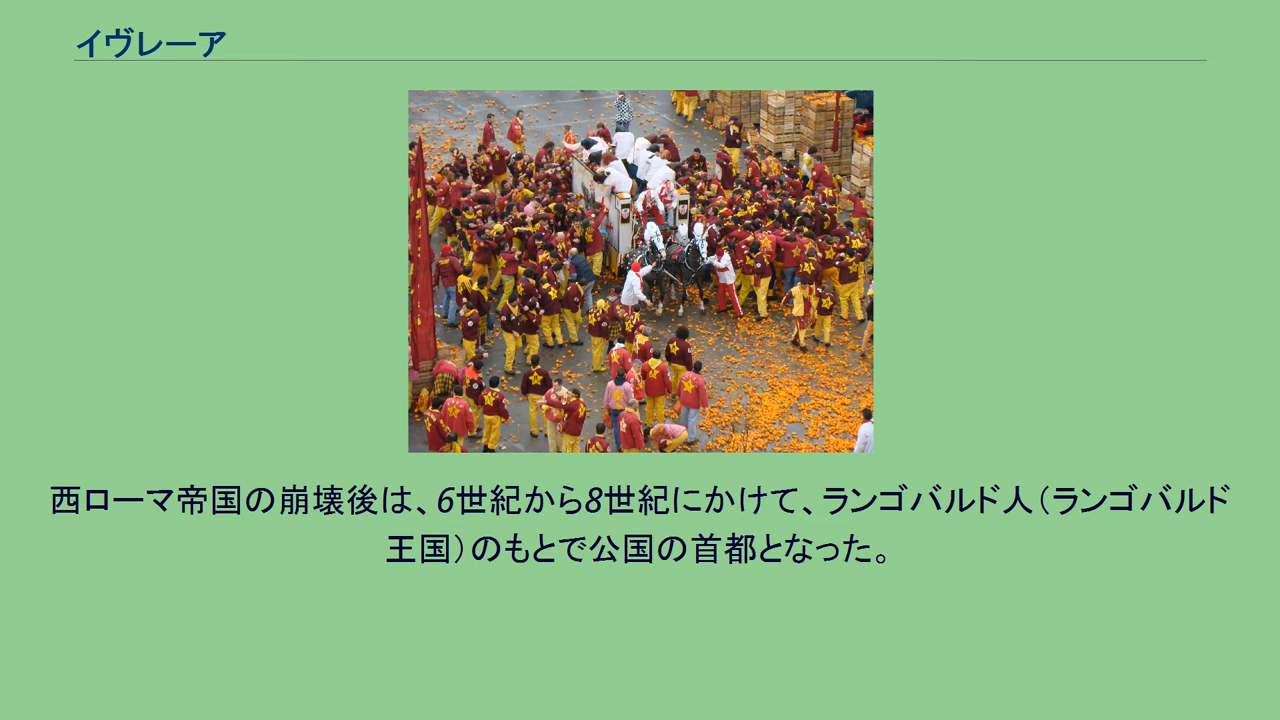 イヴレーア
西ローマ帝国の崩壊後は、6世紀から8世紀にかけて、ランゴバルド人（ランゴバルド
王国）のもとで公国の首都となった。